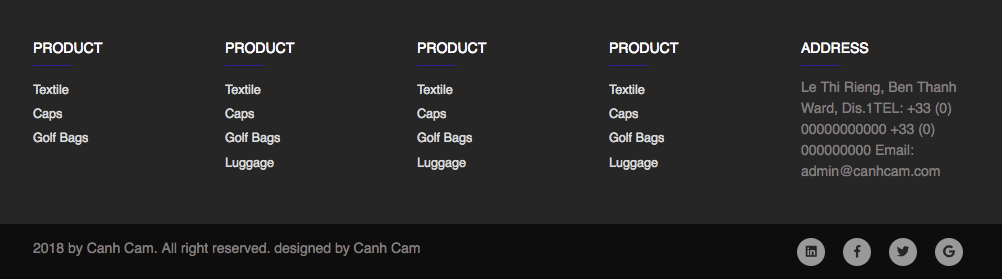 PRODUCT
Textile
Caps
Golf Bags
PRODUCT
Textile
Caps
Golf Bags
Luggage
PRODUCT
Textile
Caps
Golf Bags
Luggage
PRODUCT
Textile
Caps
Golf Bags
Luggage
ADDRESS
Le Thi Rieng, Ben Thanh
Ward, Dis.1TEL: +33 (0)
00000000000 +33 (0)
000000000 Email:
admin@canhcam.com
2018 by Canh Cam. All right reserved. designed by Canh Cam